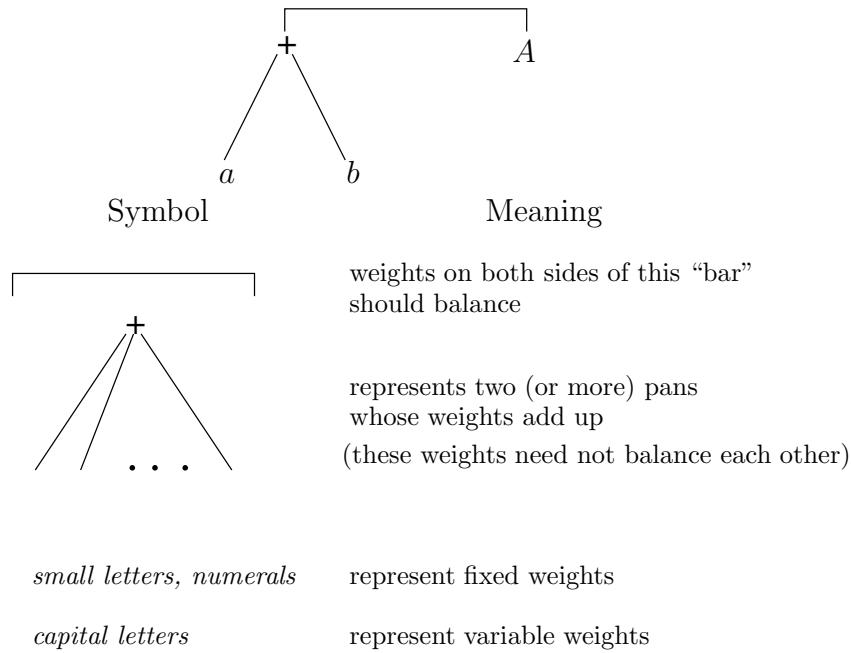 +
A
a
b
Symbol Meaning
weights on both sides of this “bar”
should balance
+
represents two (or more) pans
whose weights add up
(these weights need not balance each other)
small letters, numerals represent fixed weights
capital letters represent variable weights